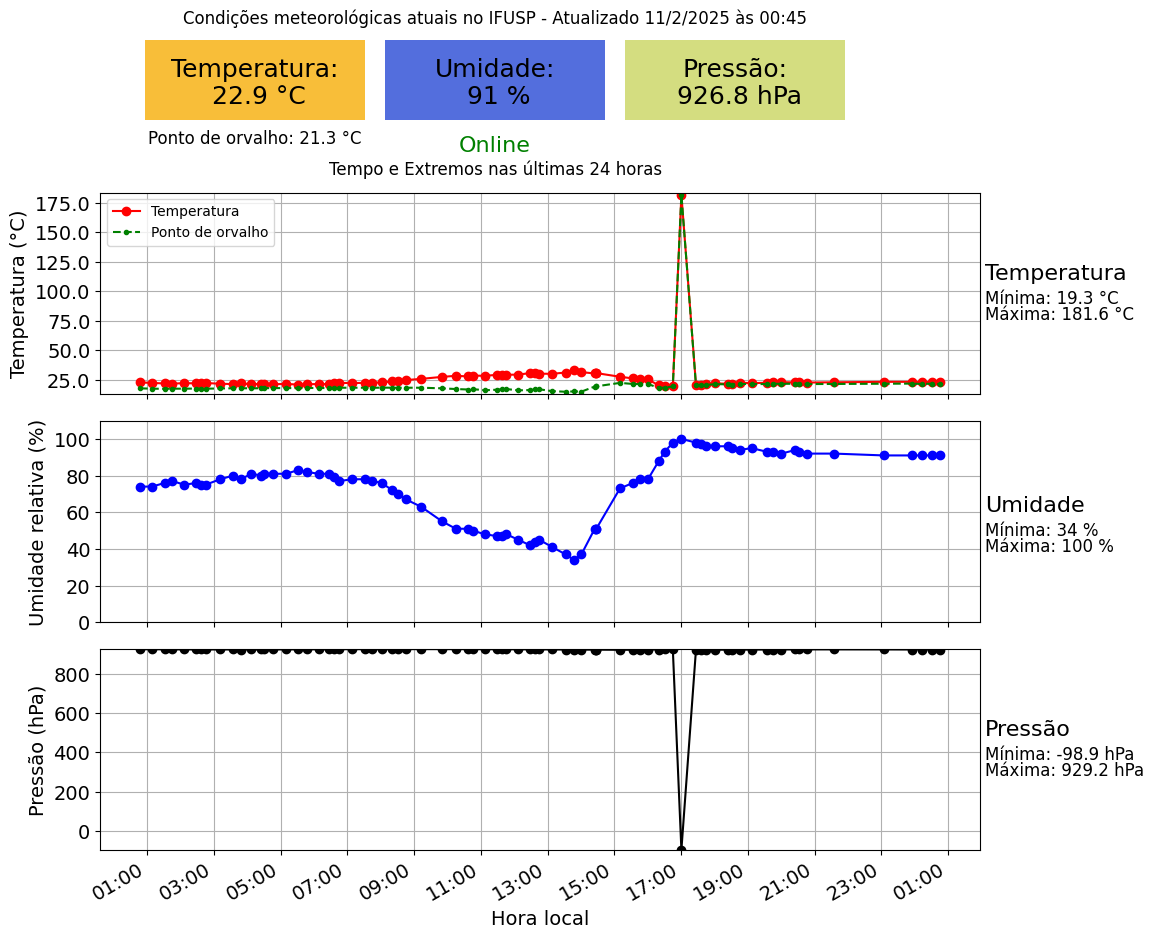 Condições meteorológicas atuais no IFUSP - Atualizado 11/2/2025 às 00:45
Temperatura:
22.9 °C
Umidade:
91 %
Pressão:
926.8 hPa
Ponto de orvalho: 21.3 °C
Online
Tempo e Extremos nas últimas 24 horas
Temperatura (°C)
175.0
150.0
125.0
100.0
75.0
50.0
25.0
Temperatura
Ponto de orvalho
Temperatura
Mínima: 19.3 °C
Máxima: 181.6 °C
Umidade relativa (%)
100
80
60
40
20
0
Umidade
Mínima: 34 %
Máxima: 100 %
Pressão (hPa)
800
600
400
200
0
Pressão
Mínima: -98.9 hPa
Máxima: 929.2 hPa
01:00 03:00 05:00 07:00 09:00 11:00 13:00 15:00 17:00 19:00 21:00 23:00 01:00
Hora local